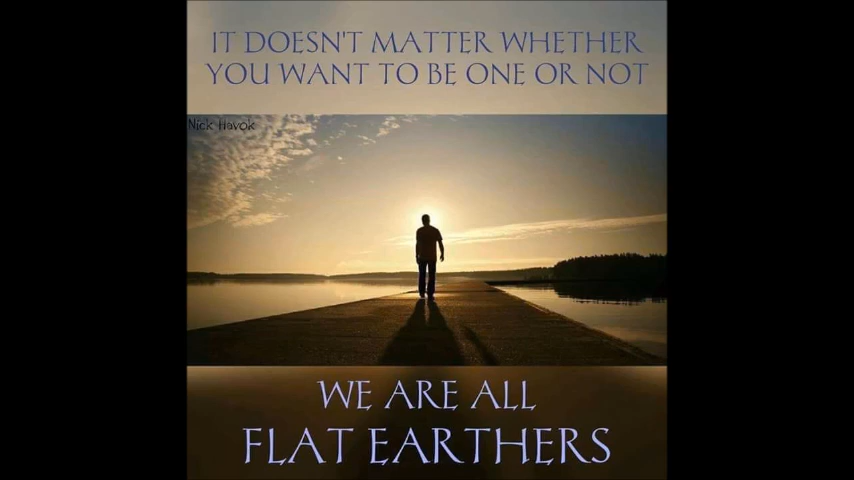 IT DOESN'T MATTER WHETHER
YOU WANT TO BE ONE OR NOT
Nick Havok
WE ARE ALL
FLAT EARTHERS